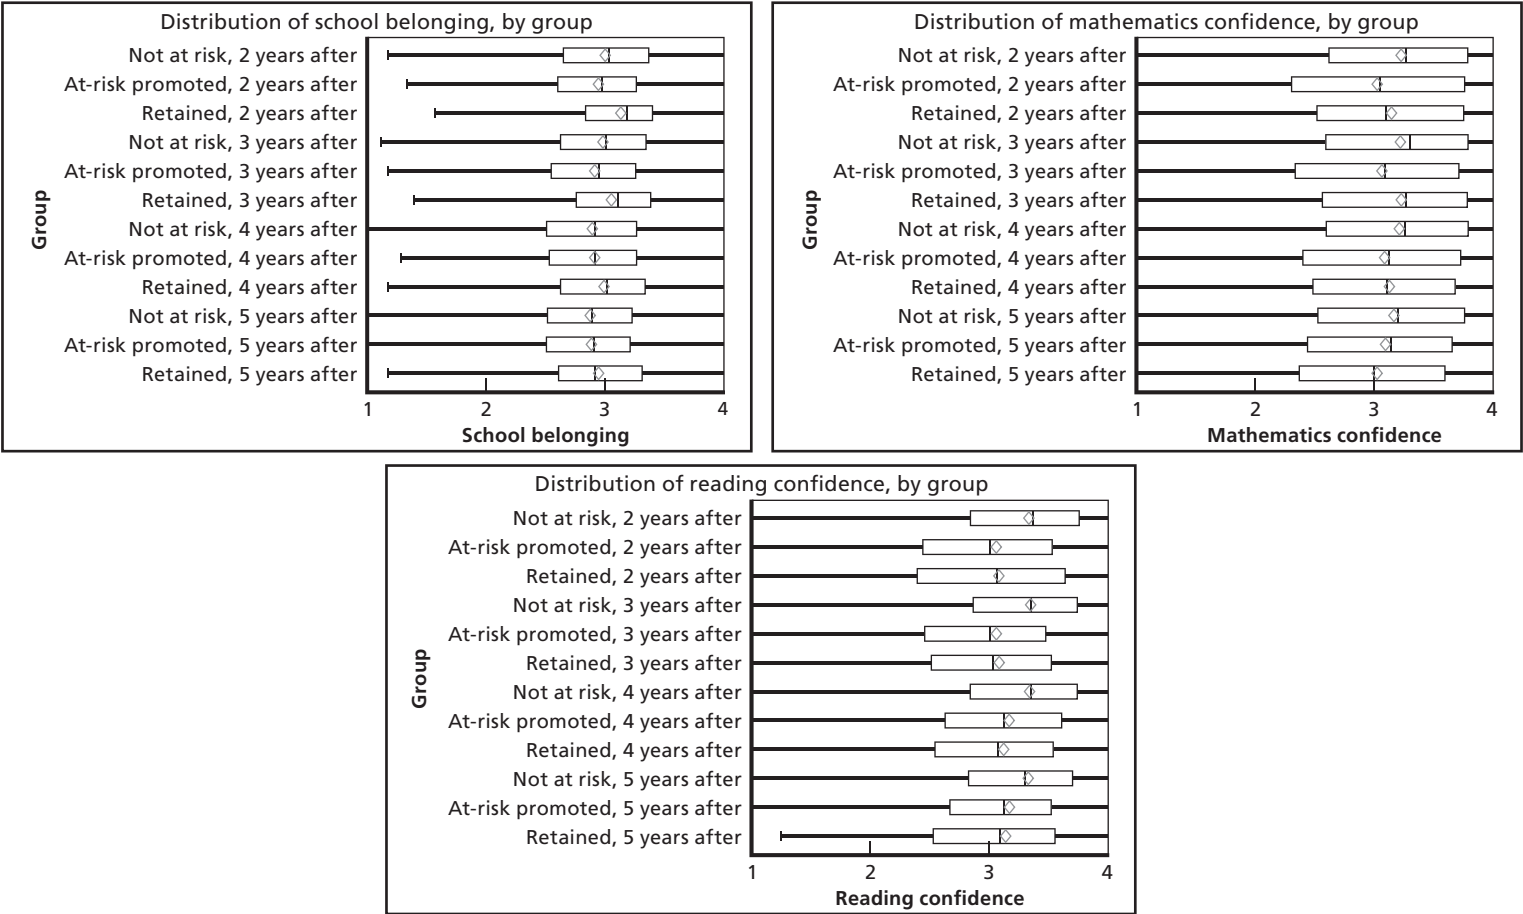 Distribution of school belonging, by group
Not at risk, 2 years after
At-risk promoted, 2 years after
Retained, 2 years after
Not at risk, 3 years after
At-risk promoted, 3 years after
Retained, 3 years after
Not at risk, 4 years after
At-risk promoted, 4 years after
Retained, 4 years after
Not at risk, 5 years after
At-risk promoted, 5 years after
Retained, 5 years after
Group
1 2 3 4
School belonging
Distribution of mathematics confidence, by group
Not at risk, 2 years after
At-risk promoted, 2 years after
Retained, 2 years after
Not at risk, 3 years after
At-risk promoted, 3 years after
Retained, 3 years after
Not at risk, 4 years after
At-risk promoted, 4 years after
Retained, 4 years after
Not at risk, 5 years after
At-risk promoted, 5 years after
Retained, 5 years after
Group
1 2 3 4
Mathematics confidence
Distribution of reading confidence, by group
Not at risk, 2 years after
At-risk promoted, 2 years after
Retained, 2 years after
Not at risk, 3 years after
At-risk promoted, 3 years after
Retained, 3 years after
Not at risk, 4 years after
At-risk promoted, 4 years after
Retained, 4 years after
Not at risk, 5 years after
At-risk promoted, 5 years after
Retained, 5 years after
Group
1 2 3 4
Reading confidence